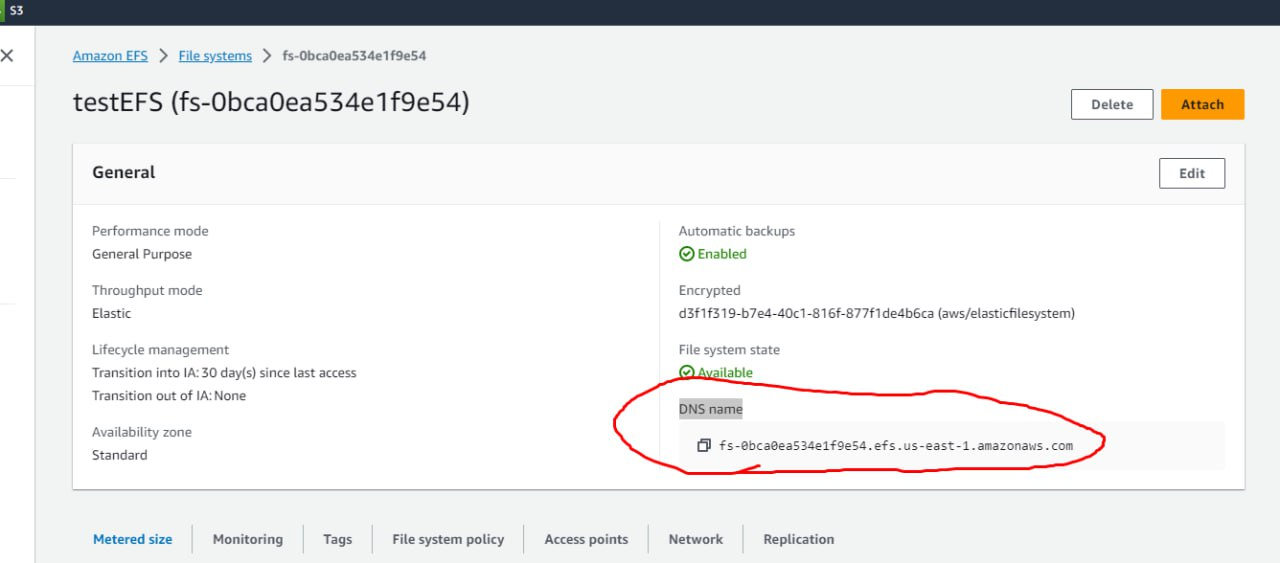 S3
Amazon EFS > File systems > fs-0bca0ea534e1f9e54
testEFS (fs-0bca0ea534e1f9e54)
Delete
Attach
General
Edit
Performance mode
General Purpose
Throughput mode
Elastic
Lifecycle management
Transition into IA: 30 day(s) since last access
Transition out of IA: None
Availability zone
Standard
Automatic backups
Enabled
Encrypted
d3f1f319-b7e4-40c1-816f-877f1de4b6ca (aws/elasticfilesystem)
File system state
Available
DNS name
fs-0bca0ea534e1f9e54.efs.us-east-1.amazonaws.com
Metered size
Monitoring
Tags
File system policy
Access points
Network
Replication